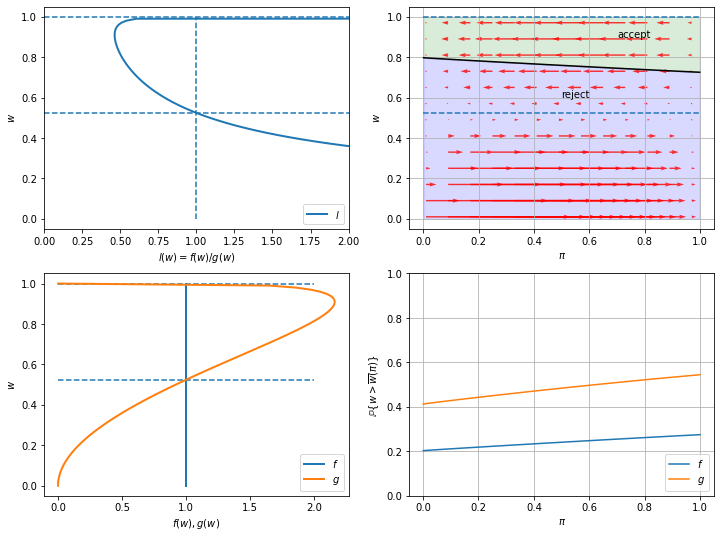 1.0
0.8
0.6
0.4
0.2
0.0
w
0.00 0.25 0.50 0.75 1.00 1.25 1.50 1.75 2.00
l(w) = f(w)/g(w)
l
1.0
0.8
0.6
0.4
0.2
0.0
w
accept
reject
0.0 0.2 0.4 0.6 0.8 1.0
π
1.0
0.8
0.6
0.4
0.2
0.0
w
0.0 0.5 1.0 1.5 2.0
f(w), g(w)
f
g
1.0
0.8
0.6
0.4
0.2
0.0
ℙ{w > w̅(π)}
0.0 0.2 0.4 0.6 0.8 1.0
π
f
g